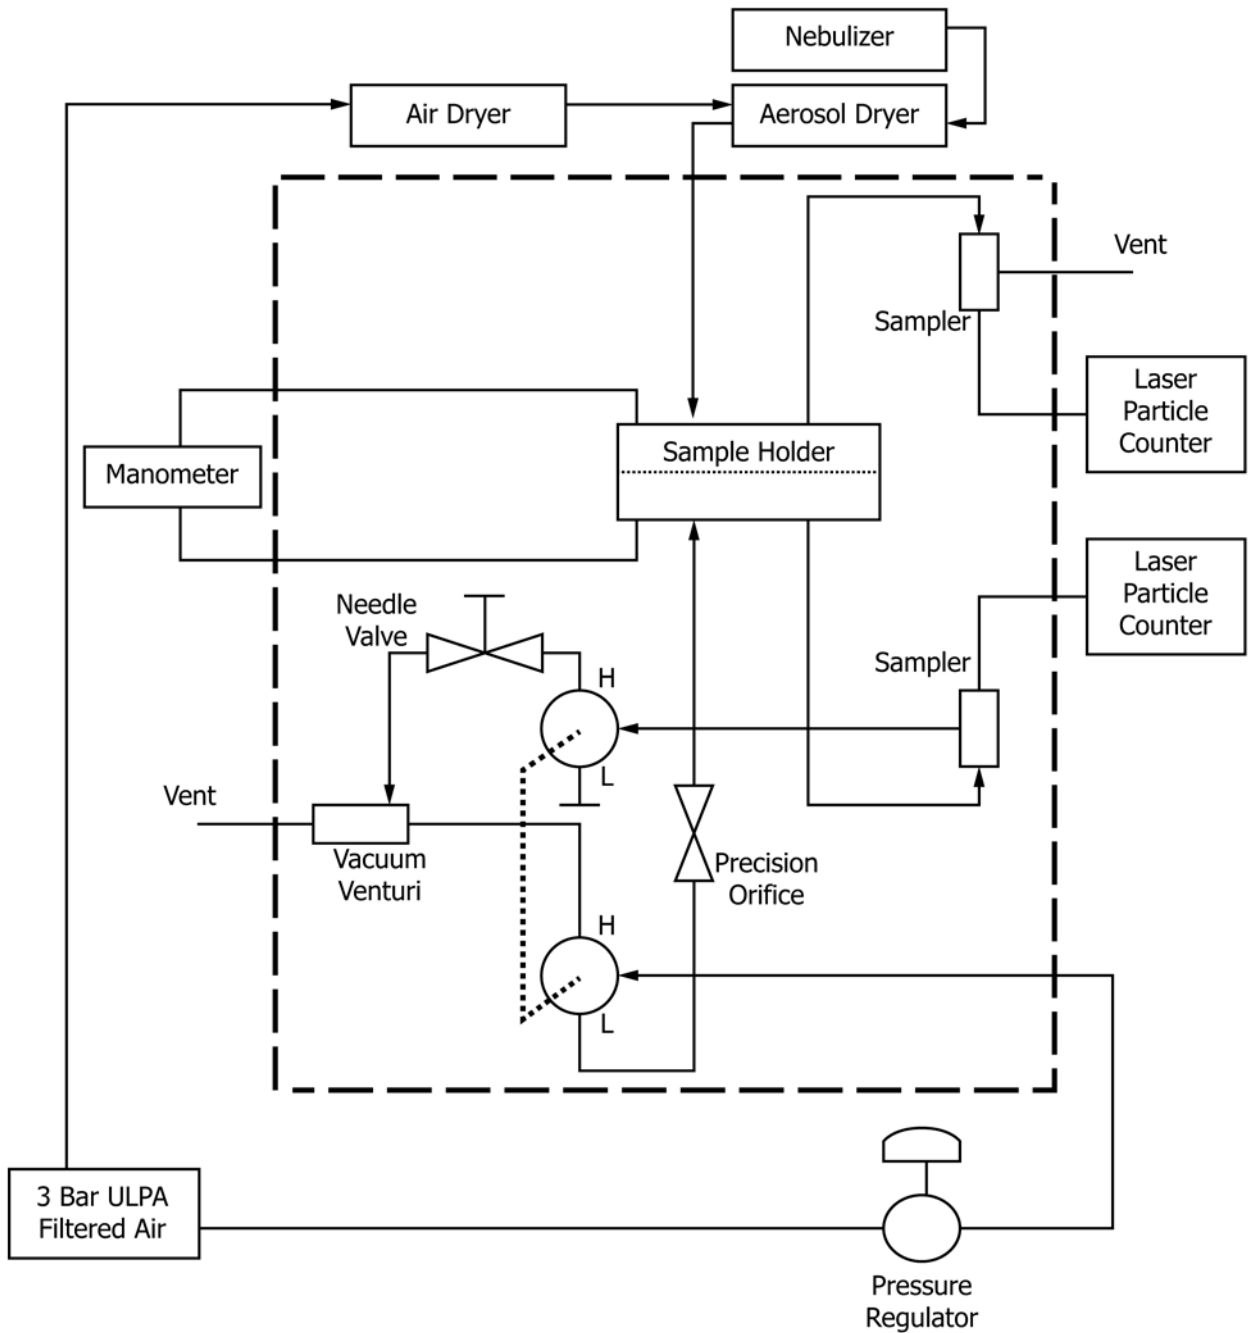 Nebulizer
Air Dryer
Aerosol Dryer
Vent
Sampler
Laser
Particle
Counter
Sample Holder
Manometer
Laser
Particle
Counter
Needle
Valve
H
Sampler
L
Vent
Vacuum
Venturi
Precision
Orifice
H
L
3 Bar ULPA
Filtered Air
Pressure
Regulator